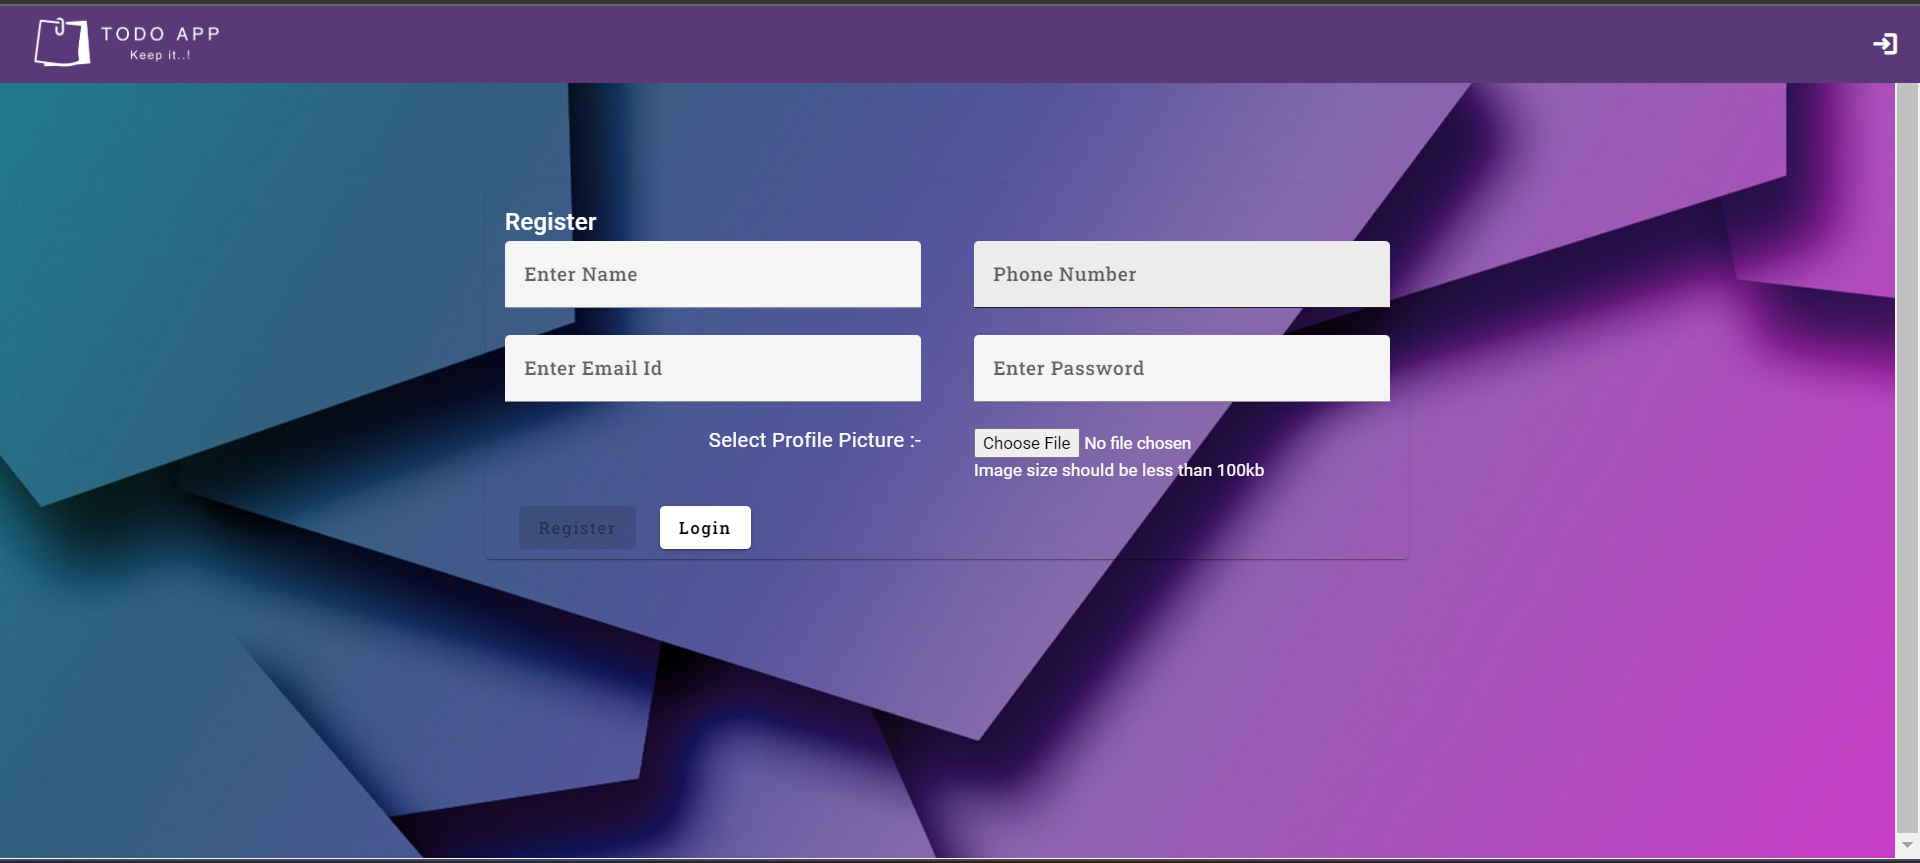 TODO APP
Keep it..!
Register
Enter Name
Phone Number
Enter Email Id
Enter Password
Select Profile Picture :-
Choose File No file chosen
Image size should be less than 100kb
Register
Login